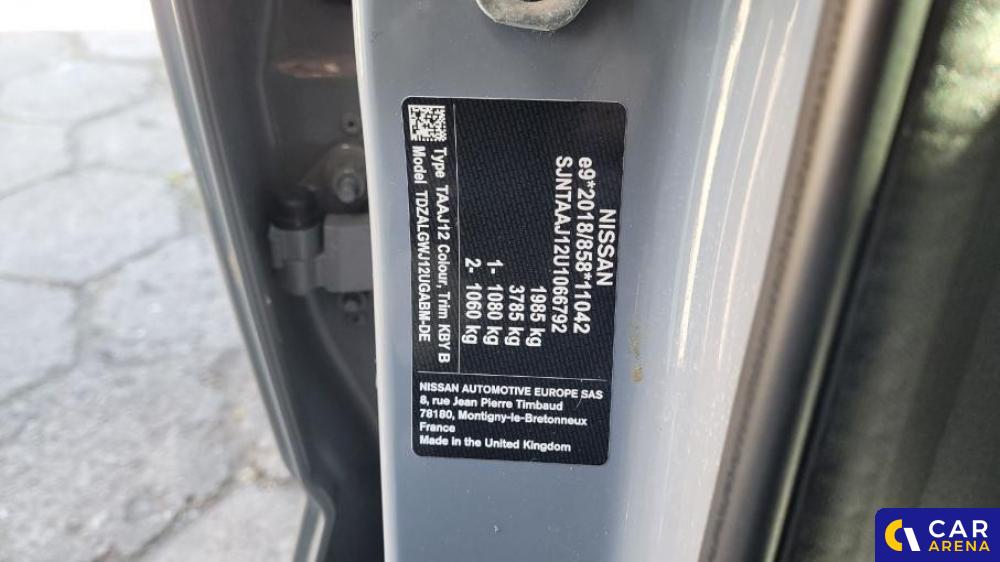 NISSAN
e9*2018/858*11042
SJNTAAJ12U1066792
1985 kg
3785 kg
1- 1080 kg
2- 1060 kg
Type TAAJ12 Colour, Trim KBY B
Model TDZALGWJ12UGABM-DE
NISSAN AUTOMOTIVE EUROPE SAS
8, rue Jean Pierre Timbaud
78180, Montigny-le-Bretonneux
France
Made in the United Kingdom
CAR
ARENA